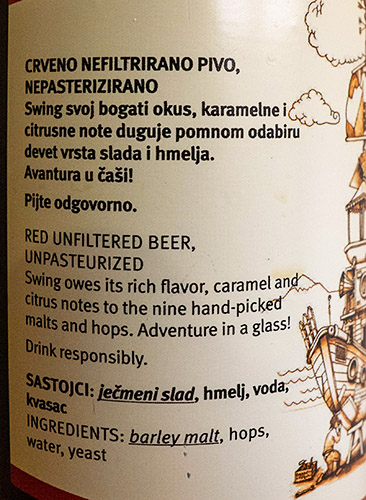 CRVENO NEFILTRIRANO PIVO,
NEPASTERIZIRANO
Swing svoj bogati okus, karamelne i
citrusne note duguje pomnom odabiru
devet vrsta slada i hmelja.
Avantura u čaši!
Pijte odgovorno.
RED UNFILTERED BEER,
UNPASTEURIZED
Swing owes its rich flavor, caramel and
citrus notes to the nine hand-picked
malts and hops. Adventure in a glass!
Drink responsibly.
SASTOJCI: ječmeni slad, hmelj, voda,
kvasac
INGREDIENTS: barley malt, hops,
water, yeast